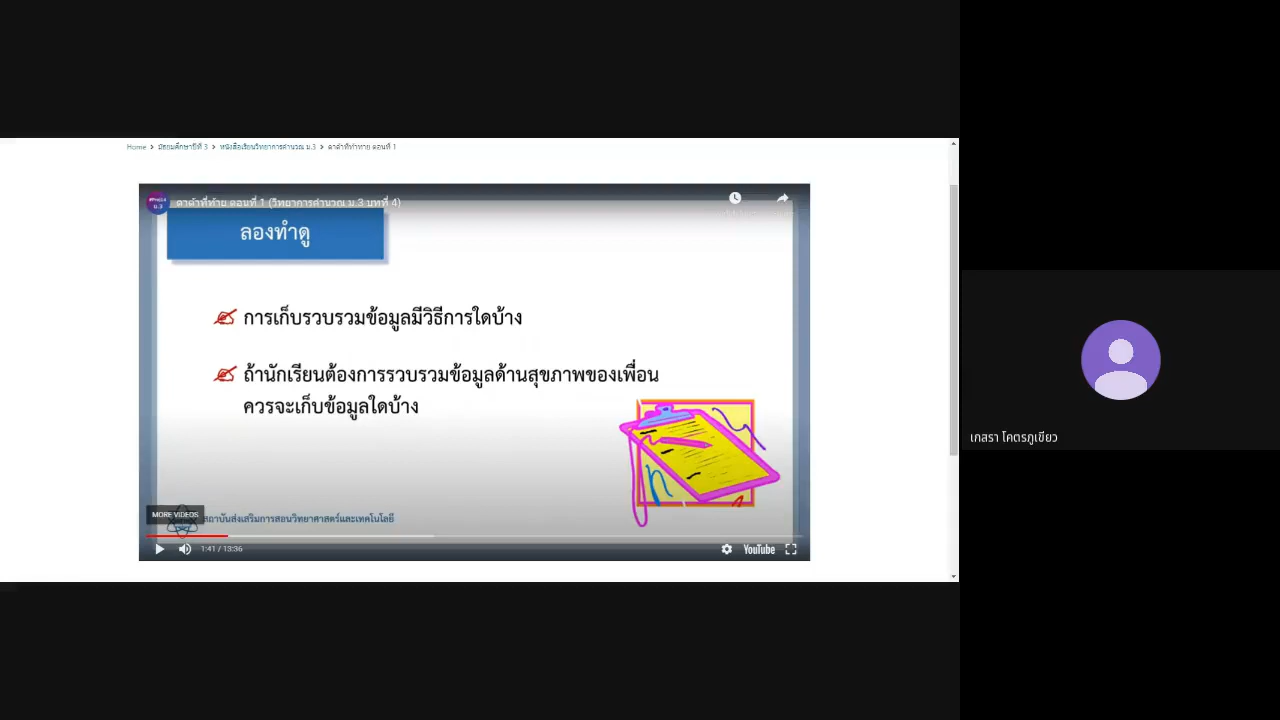 Home > มัธยมศึกษาปีที่ 3 > หนังสือเรียนวิทยาการคำนวณ ม.3 > ดาต้าที่ท้าทาย ตอนที่ 1
ดาต้าที่ท้าย ตอนที่ 1 (วิทยาการคำนวณ ม.3 บทที่ 4)
ลองทำดู
การเก็บรวบรวมข้อมูลมีวิธีการใดบ้าง
ถ้านักเรียนต้องการรวบรวมข้อมูลด้านสุขภาพของเพื่อน
ควรจะเก็บข้อมูลใดบ้าง
เกสรา โคตรภูเขียว
MORE VIDEOS
สถาบันส่งเสริมการสอนวิทยาศาสตร์และเทคโนโลยี
1:41 / 13:36
YouTube